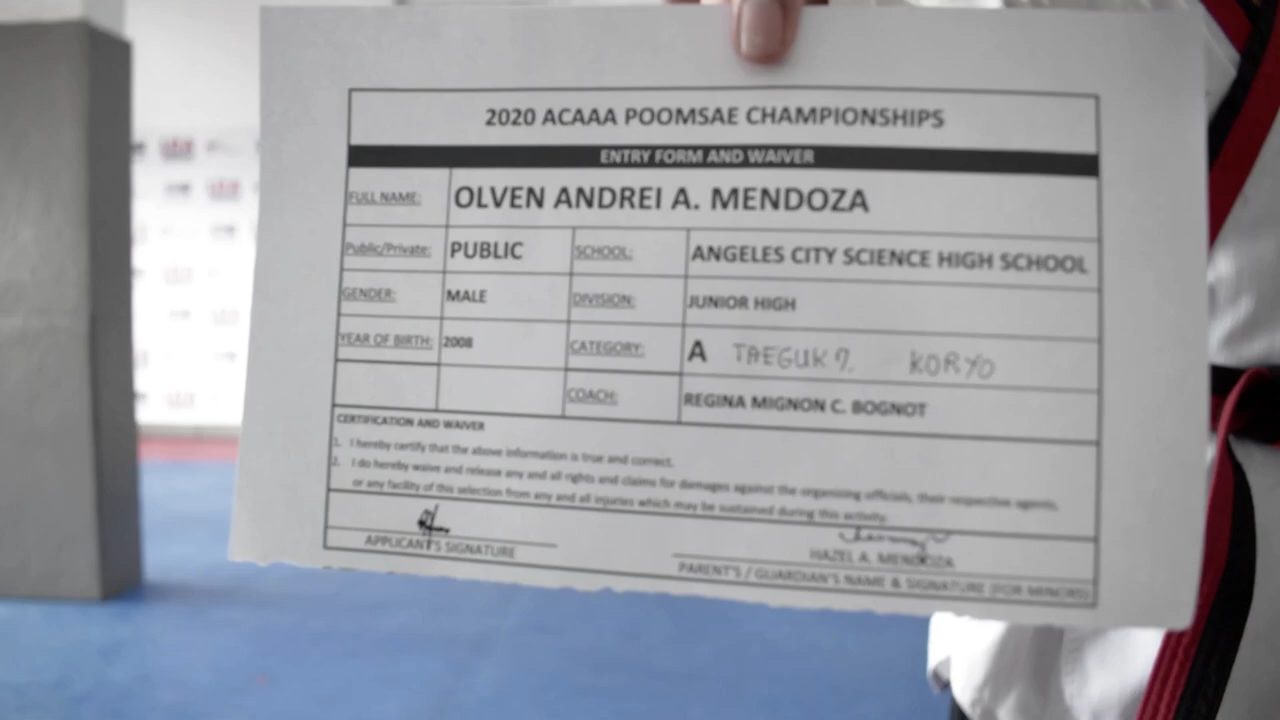 2020 ACAAA POOMSAE CHAMPIONSHIPS
ENTRY FORM AND WAIVER
FULL NAME: OLVEN ANDREI A. MENDOZA
Public/Private: PUBLIC SCHOOL: ANGELES CITY SCIENCE HIGH SCHOOL
GENDER: MALE DIVISION: JUNIOR HIGH
YEAR OF BIRTH: 2008 CATEGORY: A TAEGUK 7, KORYO
COACH: REGINA MIGNON C. BOGNOT
CERTIFICATION AND WAIVER
1. I hereby certify that the above information is true and correct.
2. I do hereby waive and release any and all rights and claims for damages against the organizing officials, their respective agents,
or any facility of this selection from any and all injuries which may be sustained during this activity.
HAZEL A. MENDOZA
APPLICANT'S SIGNATURE PARENT'S / GUARDIAN'S NAME & SIGNATURE (FOR MINORS)